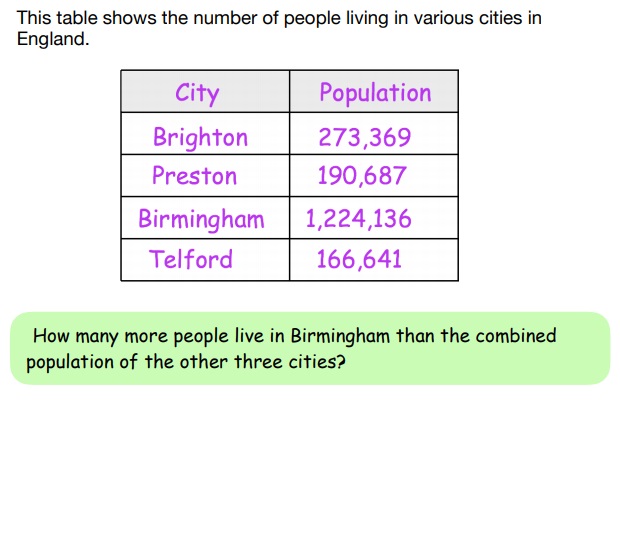 This table shows the number of people living in various cities in
England.
City Population
Brighton 273,369
Preston 190,687
Birmingham 1,224,136
Telford 166,641
How many more people live in Birmingham than the combined
population of the other three cities?